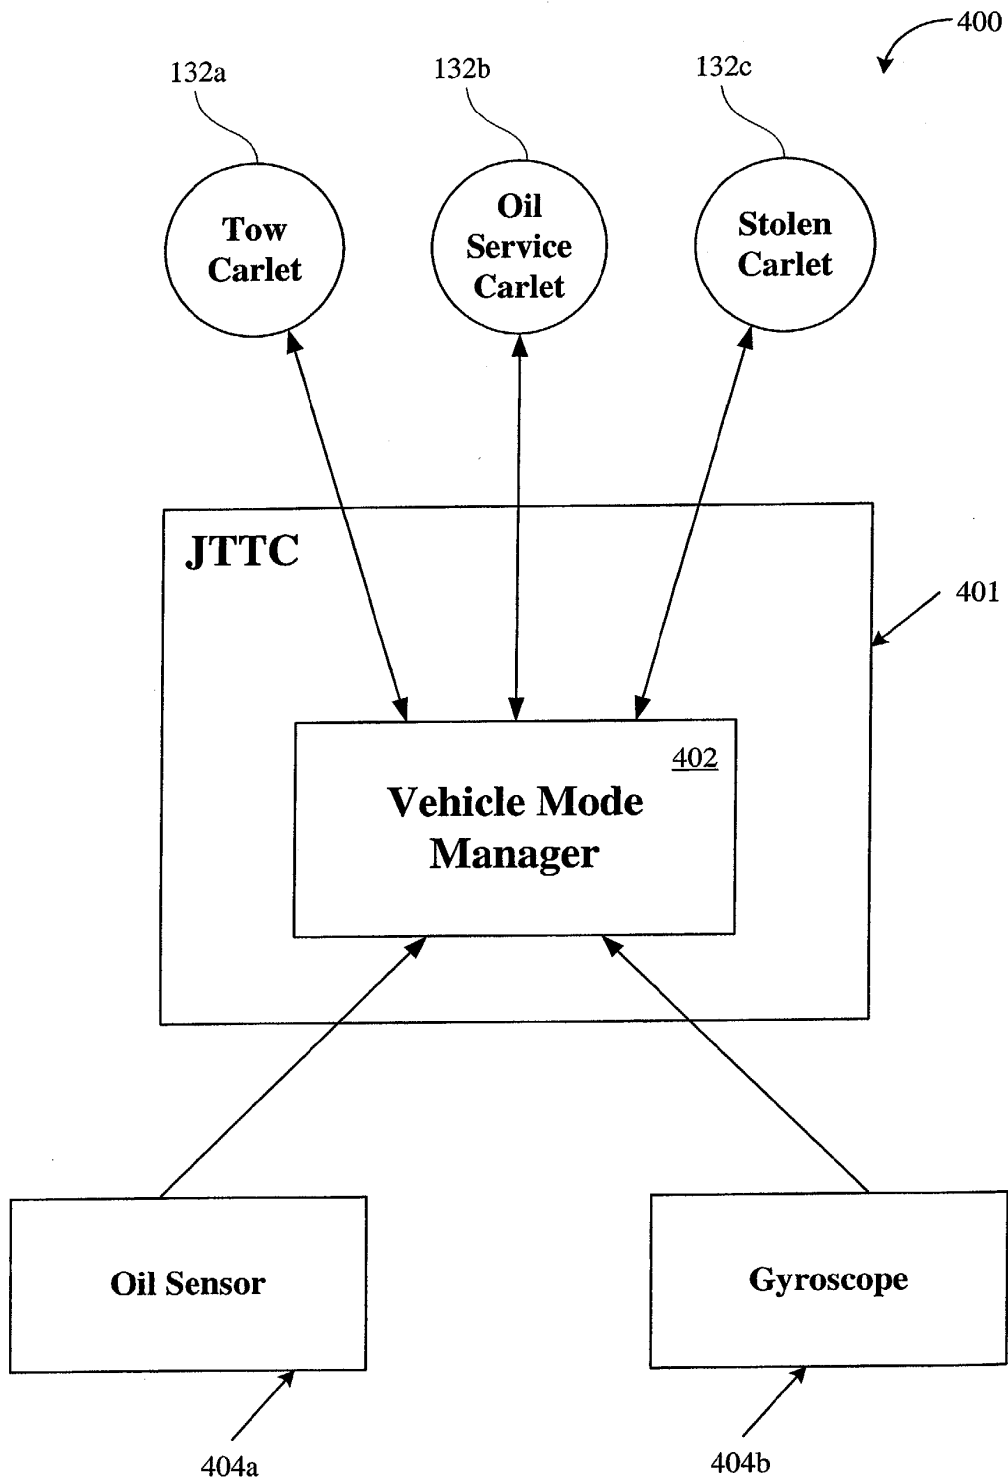 400
132a
132b
132c
Tow
Carlet
Oil
Service
Carlet
Stolen
Carlet
JTTC
401
402
Vehicle Mode
Manager
Oil Sensor
Gyroscope
404a
404b